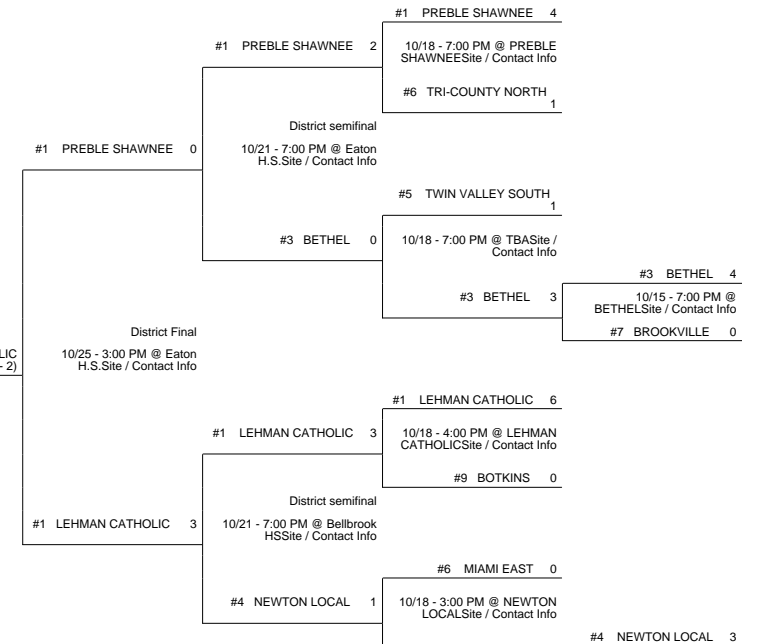 #1 PREBLE SHAWNEE 4
#1 PREBLE SHAWNEE 2
10/18 - 7:00 PM @ PREBLE
SHAWNEESite / Contact Info
#6 TRI-COUNTY NORTH
1
District semifinal
#1 PREBLE SHAWNEE 0
10/21 - 7:00 PM @ Eaton
H.S.Site / Contact Info
#5 TWIN VALLEY SOUTH
1
#3 BETHEL 0
10/18 - 7:00 PM @ TBASite /
Contact Info
#3 BETHEL 4
#3 BETHEL 3
10/15 - 7:00 PM @
BETHELSite / Contact Info
#7 BROOKVILLE 0
District Final
LIC
- 2)
10/25 - 3:00 PM @ Eaton
H.S.Site / Contact Info
#1 LEHMAN CATHOLIC 6
#1 LEHMAN CATHOLIC 3
10/18 - 4:00 PM @ LEHMAN
CATHOLICSite / Contact Info
#9 BOTKINS 0
District semifinal
#1 LEHMAN CATHOLIC 3
10/21 - 7:00 PM @ Bellbrook
HSSite / Contact Info
#6 MIAMI EAST 0
#4 NEWTON LOCAL 1
10/18 - 3:00 PM @ NEWTON
LOCALSite / Contact Info
#4 NEWTON LOCAL 3